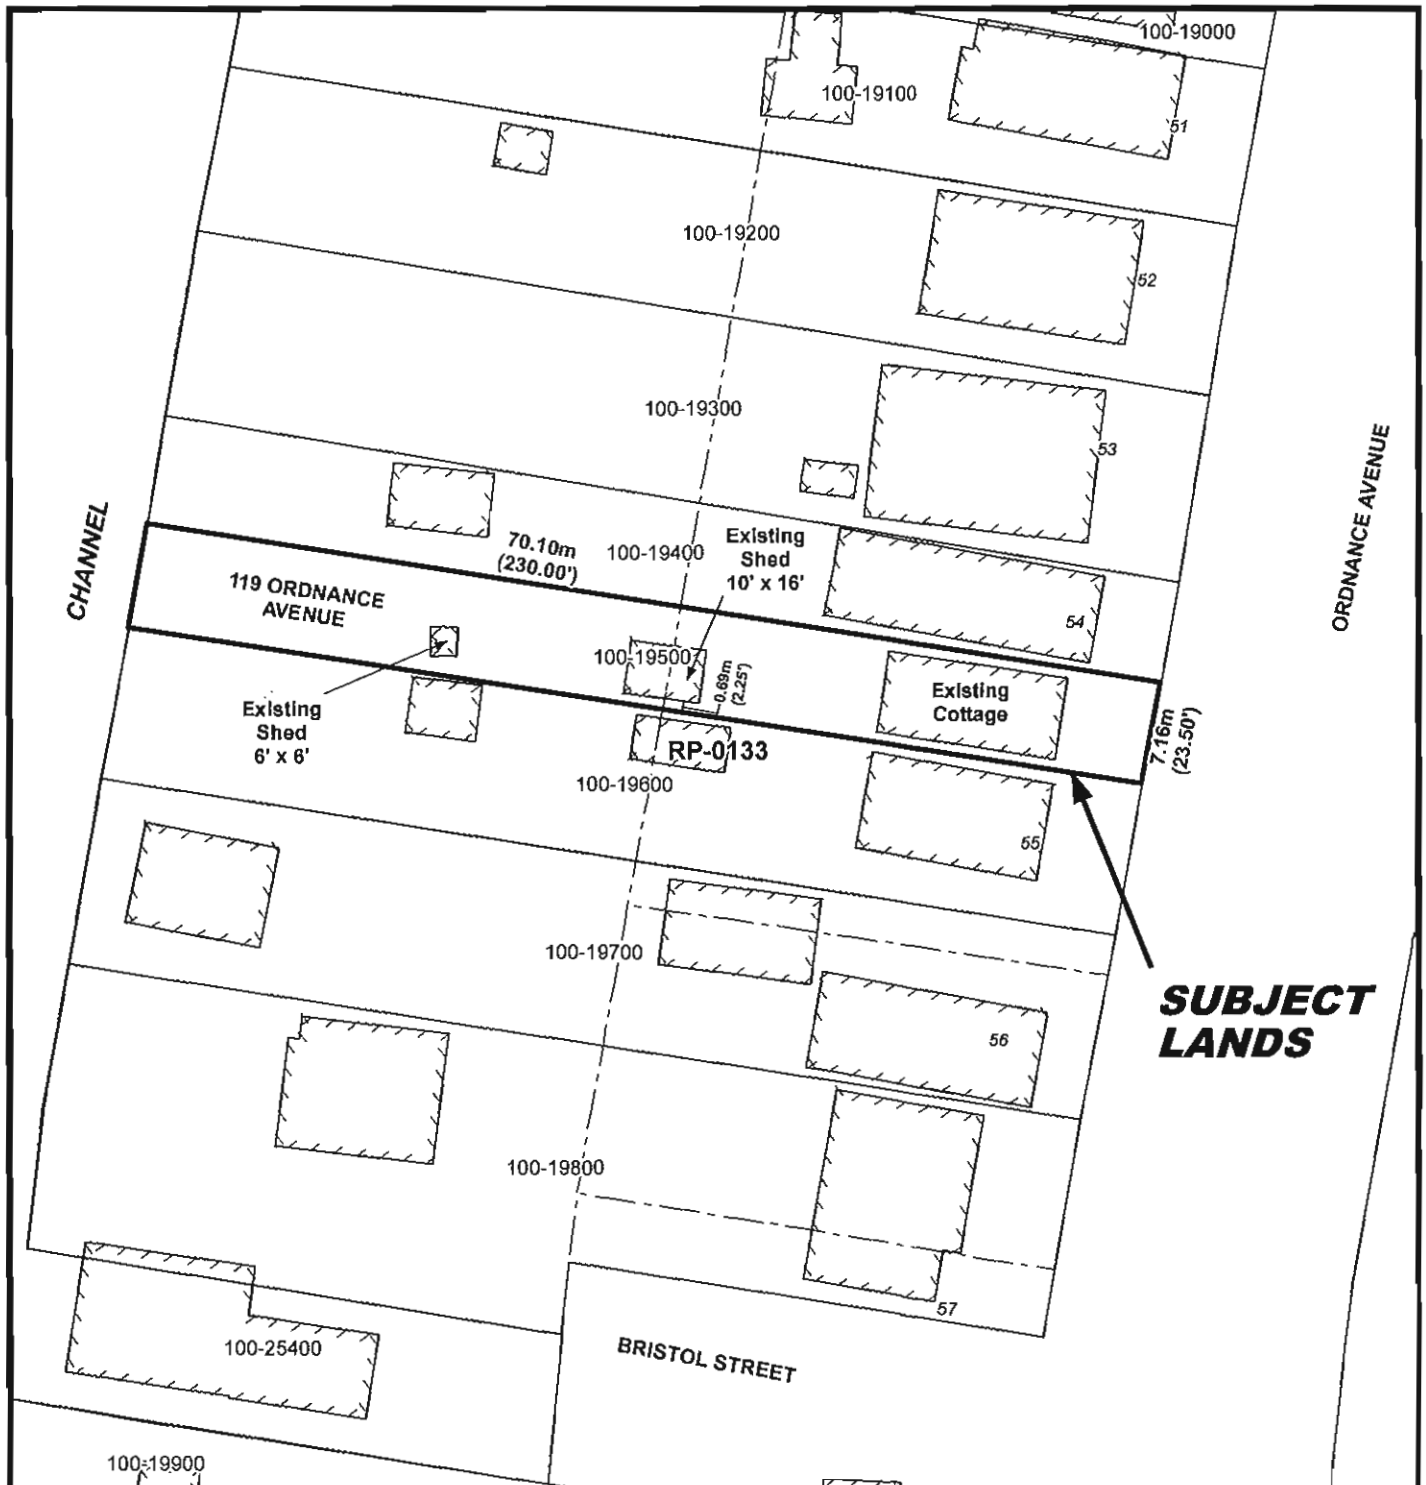 100-19000
100-19100
51
100-19200
52
100-19300
53
ORDNANCE AVENUE
CHANNEL
70.10m
(230.00')
100-19400
Existing
Shed
10' x 16'
54
119 ORDNANCE
AVENUE
100-19500
0.69m
(2.25')
Existing
Cottage
7.16m
(23.50')
Existing
Shed
6' x 6'
RP-0133
100-19600
55
100-19700
SUBJECT
LANDS
56
100-19800
57
100-25400
BRISTOL STREET
100-19900